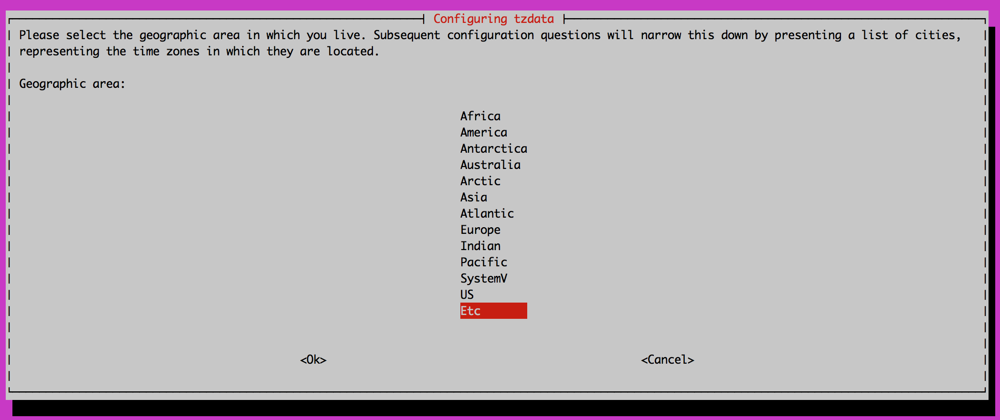 Configuring tzdata
Please select the geographic area in which you live. Subsequent configuration questions will narrow this down by presenting a list of cities,
representing the time zones in which they are located.
Geographic area:
Africa
America
Antarctica
Australia
Arctic
Asia
Atlantic
Europe
Indian
Pacific
SystemV
US
Etc
<Ok> <Cancel>